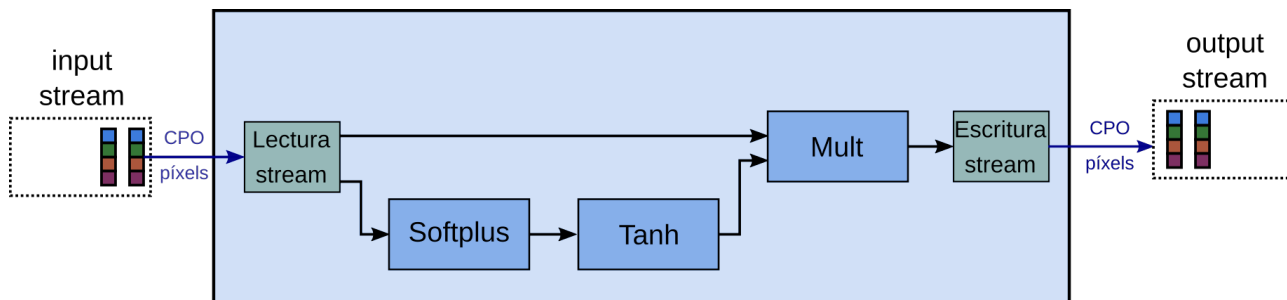 input
stream
CPO
píxels
Lectura
stream
Softplus
Tanh
Mult
Escritura
stream
CPO
píxels
output
stream